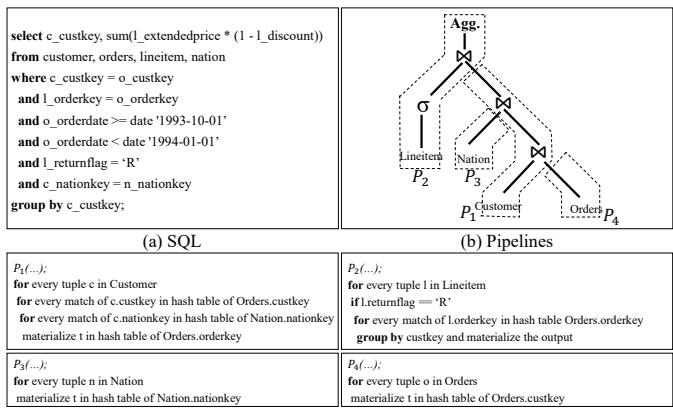 select c_custkey, sum(l_extendedprice * (1 - l_discount))
from customer, orders, lineitem, nation
where c_custkey = o_custkey
and l_orderkey = o_orderkey
and o_orderdate >= date '1993-10-01’
and o_orderdate < date '1994-01-01’
and l_returnflag = ‘R’
and c_nationkey = n_nationkey
group by c_custkey;
(a) SQL
Agg.
⋈
σ
⋈
Lineitem
Nation
⋈
P2
P3
Customer
Orders
P1
P4
(b) Pipelines
P1(...);
for every tuple c in Customer
for every match of c.custkey in hash table of Orders.custkey
for every match of c.nationkey in hash table of Nation.nationkey
materialize t in hash table of Orders.orderkey
P2(...);
for every tuple l in Lineitem
if l.returnflag == ‘R’
for every match of l.orderkey in hash table Orders.orderkey
group by custkey and materialize the output
P3(...);
for every tuple n in Nation
materialize t in hash table of Nation.nationkey
P4(...);
for every tuple o in Orders
materialize t in hash table of Orders.custkey